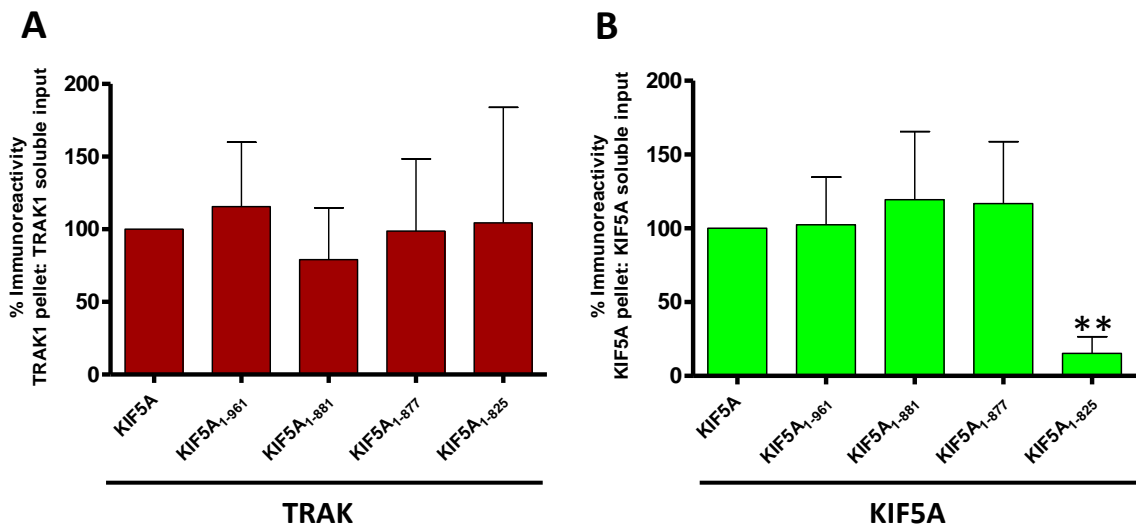 A
% Immunoreactivity
TRAK1 pellet: TRAK1 soluble input
200
150
100
50
0
KIF5A
KIF5A1-961
KIF5A1-881
KIF5A1-877
KIF5A1-825
TRAK
B
% Immunoreactivity
KIF5A pellet: KIF5A soluble input
200
150
100
50
0
**
KIF5A
KIF5A1-961
KIF5A1-881
KIF5A1-877
KIF5A1-825
KIF5A